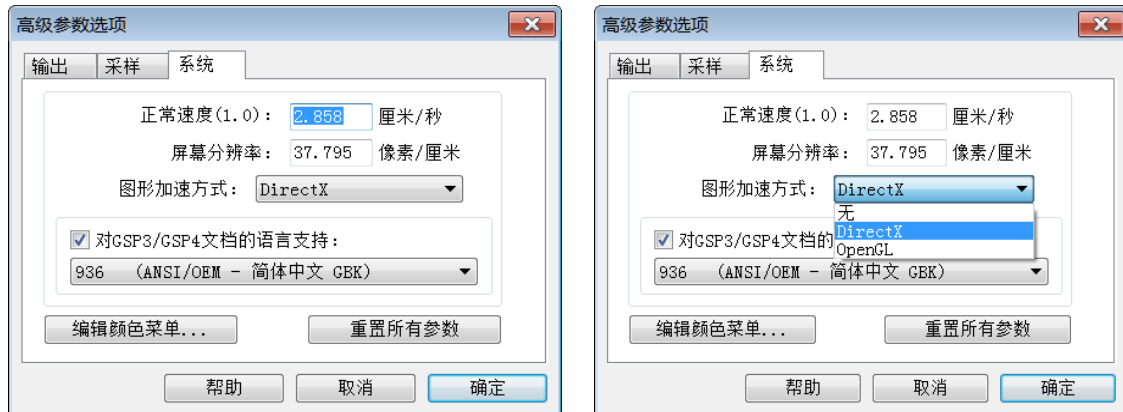 高级参数选项
输出 采样 系统
正常速度(1.0): 2.858 厘米/秒
屏幕分辨率: 37.795 像素/厘米
图形加速方式: DirectX
对GSP3/GSP4文档的语言支持:
936 (ANSI/OEM - 简体中文 GBK)
编辑颜色菜单... 重置所有参数
帮助 取消 确定
高级参数选项
输出 采样 系统
正常速度(1.0): 2.858 厘米/秒
屏幕分辨率: 37.795 像素/厘米
图形加速方式: DirectX
无
DirectX
OpenGL
对GSP3/GSP4文档的
936 (ANSI/OEM - 简体中文 GBK)
编辑颜色菜单... 重置所有参数
帮助 取消 确定